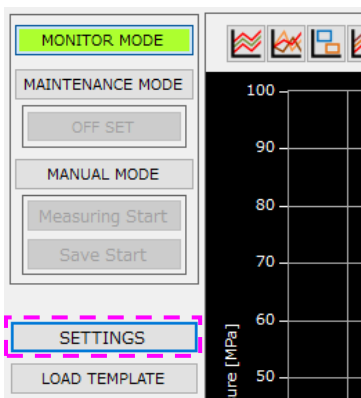 MONITOR MODE
MAINTENANCE MODE
OFF SET
MANUAL MODE
Measuring Start
Save Start
SETTINGS
LOAD TEMPLATE
100
90
80
70
60
50
[MPa]